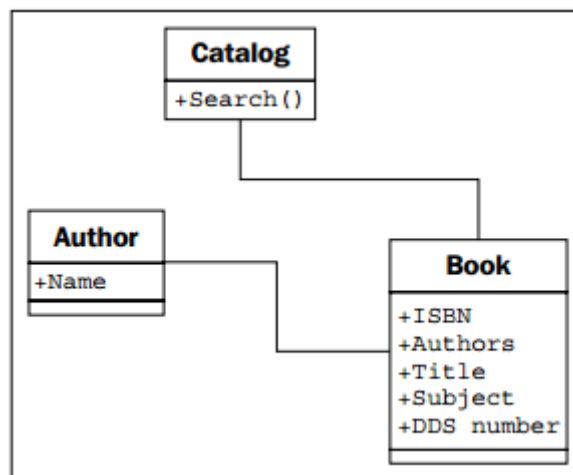 Catalog
+Search()
Author
+Name
Book
+ISBN
+Authors
+Title
+Subject
+DDS number